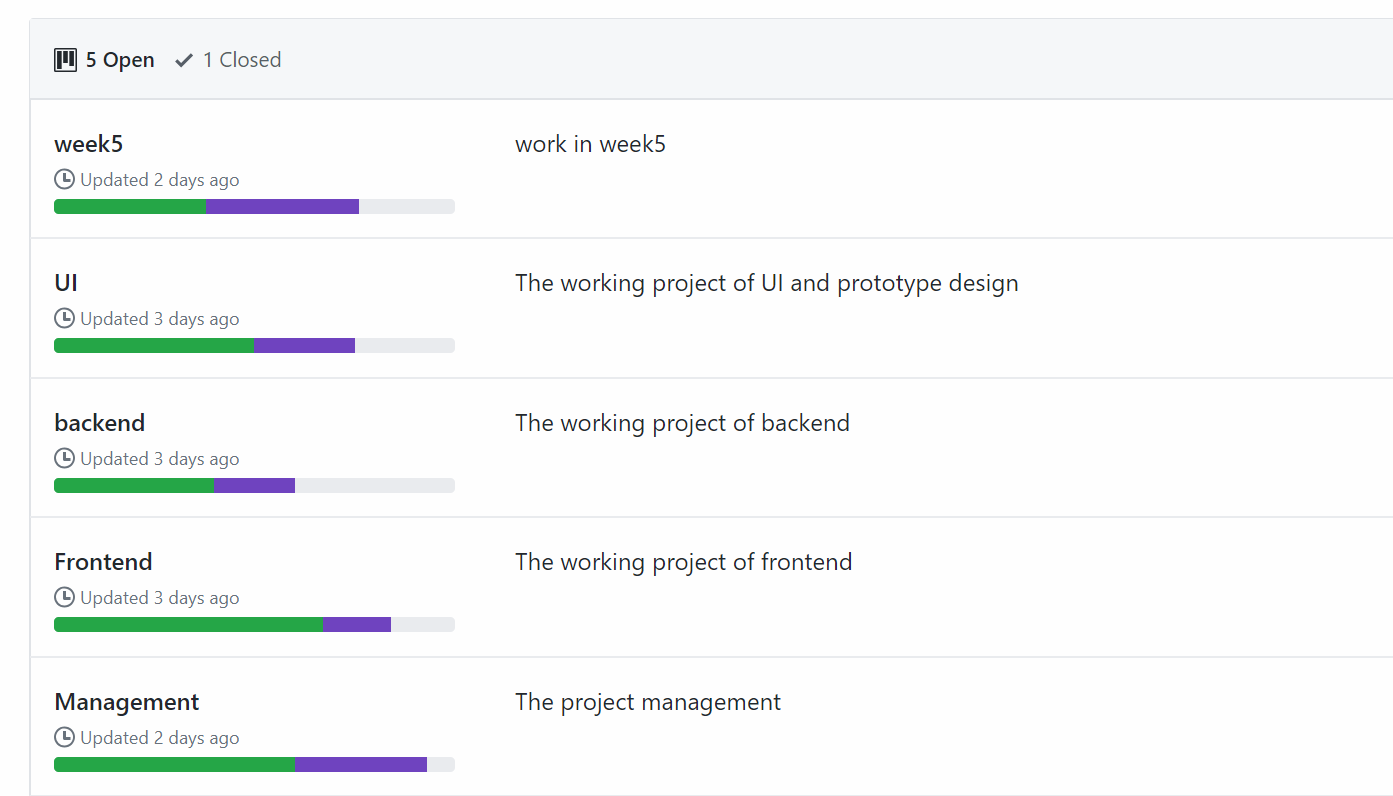 5 Open 1 Closed
week5 work in week5
Updated 2 days ago
UI The working project of UI and prototype design
Updated 3 days ago
backend The working project of backend
Updated 3 days ago
Frontend The working project of frontend
Updated 3 days ago
Management The project management
Updated 2 days ago